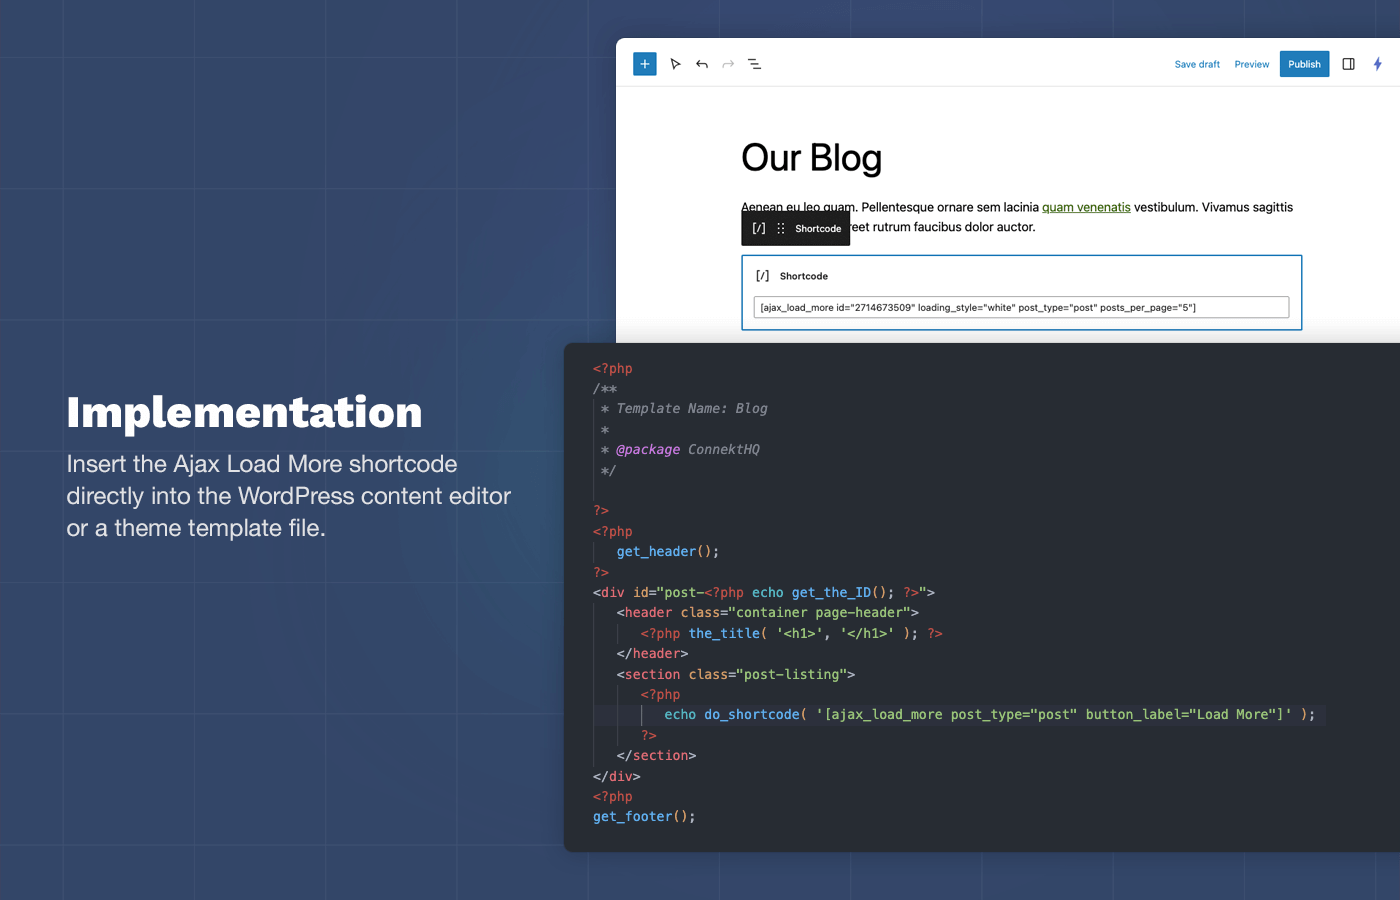 Save draft Preview Publish
Our Blog
Aenean eu leo quam. Pellentesque ornare sem lacinia quam venenatis vestibulum. Vivamus sagittis
rutrum faucibus dolor auctor.
[/] Shortcode
[/] Shortcode
[ajax_load_more id="2714673509" loading_style="white" post_type="post" posts_per_page="5"]
Implementation
Insert the Ajax Load More shortcode
directly into the WordPress content editor
or a theme template file.
<?php
/**
* Template Name: Blog
*
* @package ConnektHQ
*/
?>
<?php
get_header();
?>
<div id="post-<?php echo get_the_ID(); ?>">
<header class="container page-header">
<?php the_title( '<h1>', '</h1>' ); ?>
</header>
<section class="post-listing">
<?php
echo do_shortcode( '[ajax_load_more post_type="post" button_label="Load More"]' );
?>
</section>
</div>
<?php
get_footer();